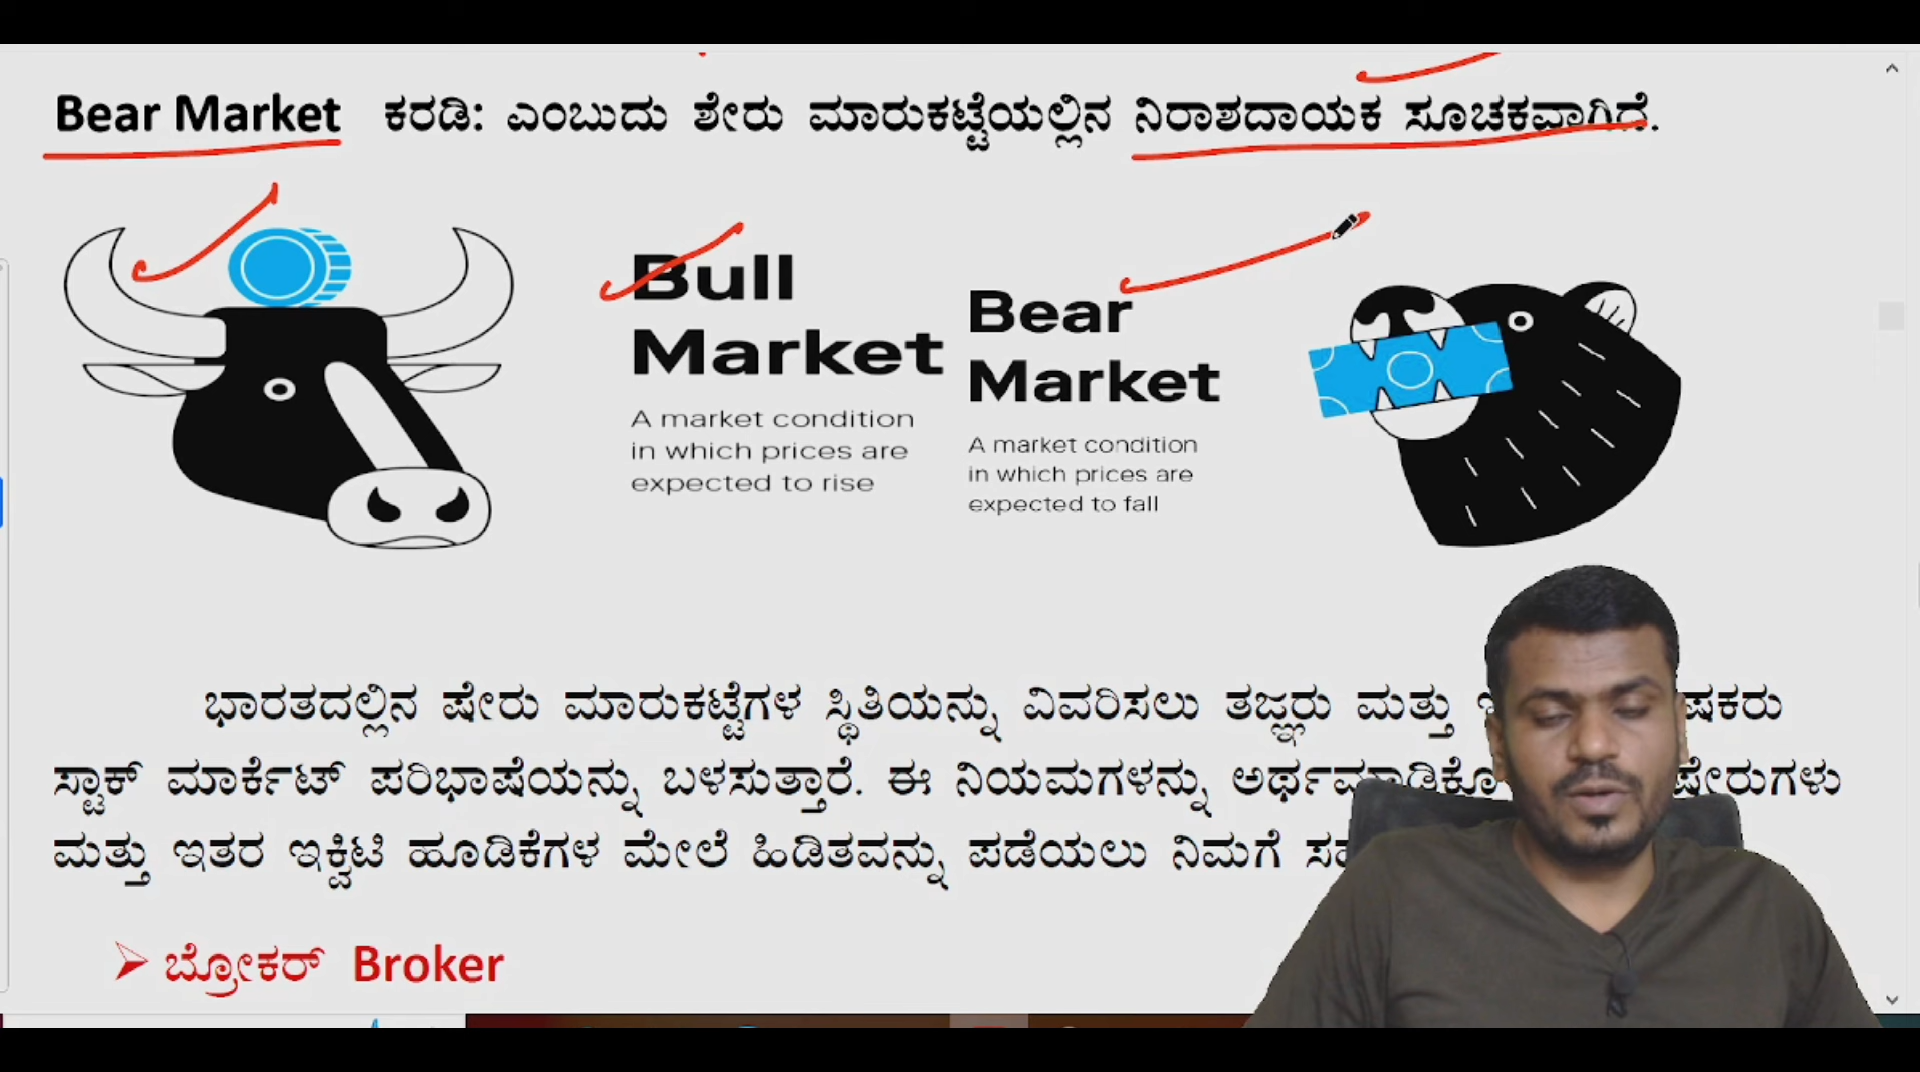 Bear Market ಕರಡಿ: ಎಂಬುದು ಶೇರು ಮಾರುಕಟ್ಟೆಯಲ್ಲಿನ ನಿರಾಶದಾಯಕ ಸೂಚಕವಾಗಿದೆ.
Bull
Market
A market condition
in which prices are
expected to rise
Bear
Market
A market condition
in which prices are
expected to fall
ಭಾರತದಲ್ಲಿನ ಷೇರು ಮಾರುಕಟ್ಟೆಗಳ ಸ್ಥಿತಿಯನ್ನು ವಿವರಿಸಲು ತಜ್ಞರು ಮತ್ತು
ಸ್ಟಾಕ್ ಮಾರ್ಕೆಟ್ ಪರಿಭಾಷೆಯನ್ನು ಬಳಸುತ್ತಾರೆ. ಈ ನಿಯಮಗಳನ್ನು ಷೇರುಗಳು
ಮತ್ತು ಇತರ ಇಕ್ವಿಟಿ ಹೂಡಿಕೆಗಳ ಮೇಲೆ ಹಿಡಿತವನ್ನು ಪಡೆಯಲು ನಿಮಗೆ
➢ ಬ್ರೋಕರ್ Broker